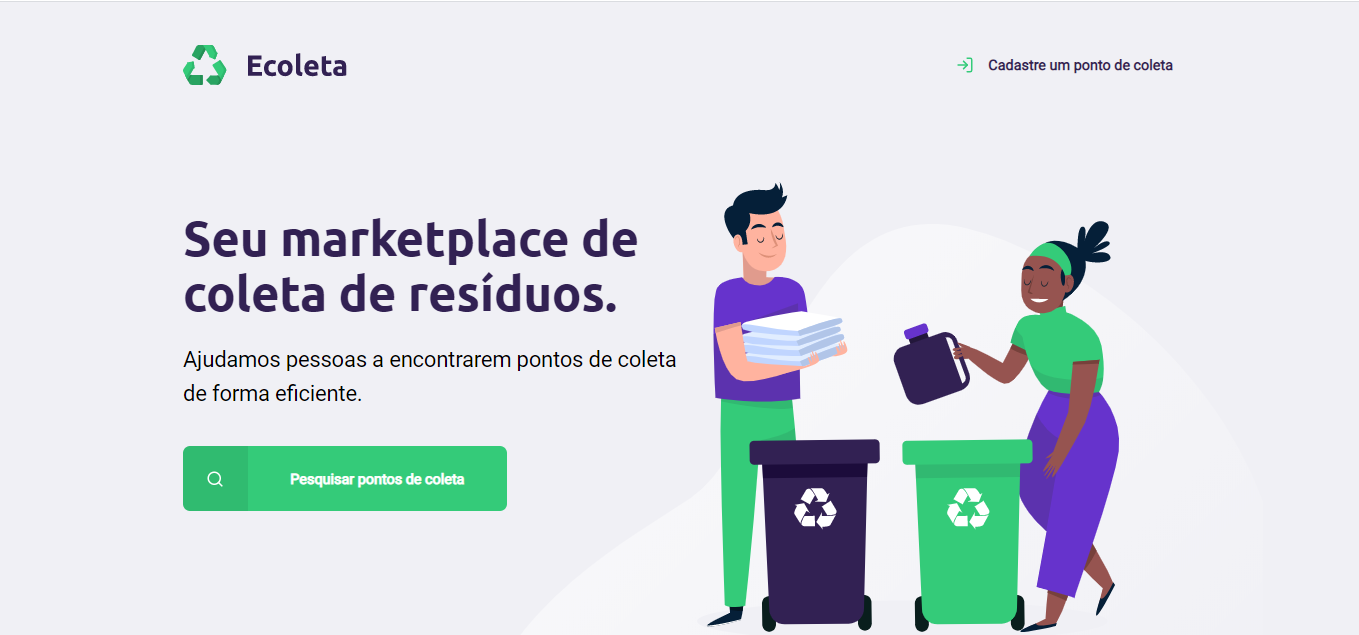 Ecoleta
Cadastre um ponto de coleta
Seu marketplace de
coleta de resíduos.
Ajudamos pessoas a encontrarem pontos de coleta
de forma eficiente.
Pesquisar pontos de coleta